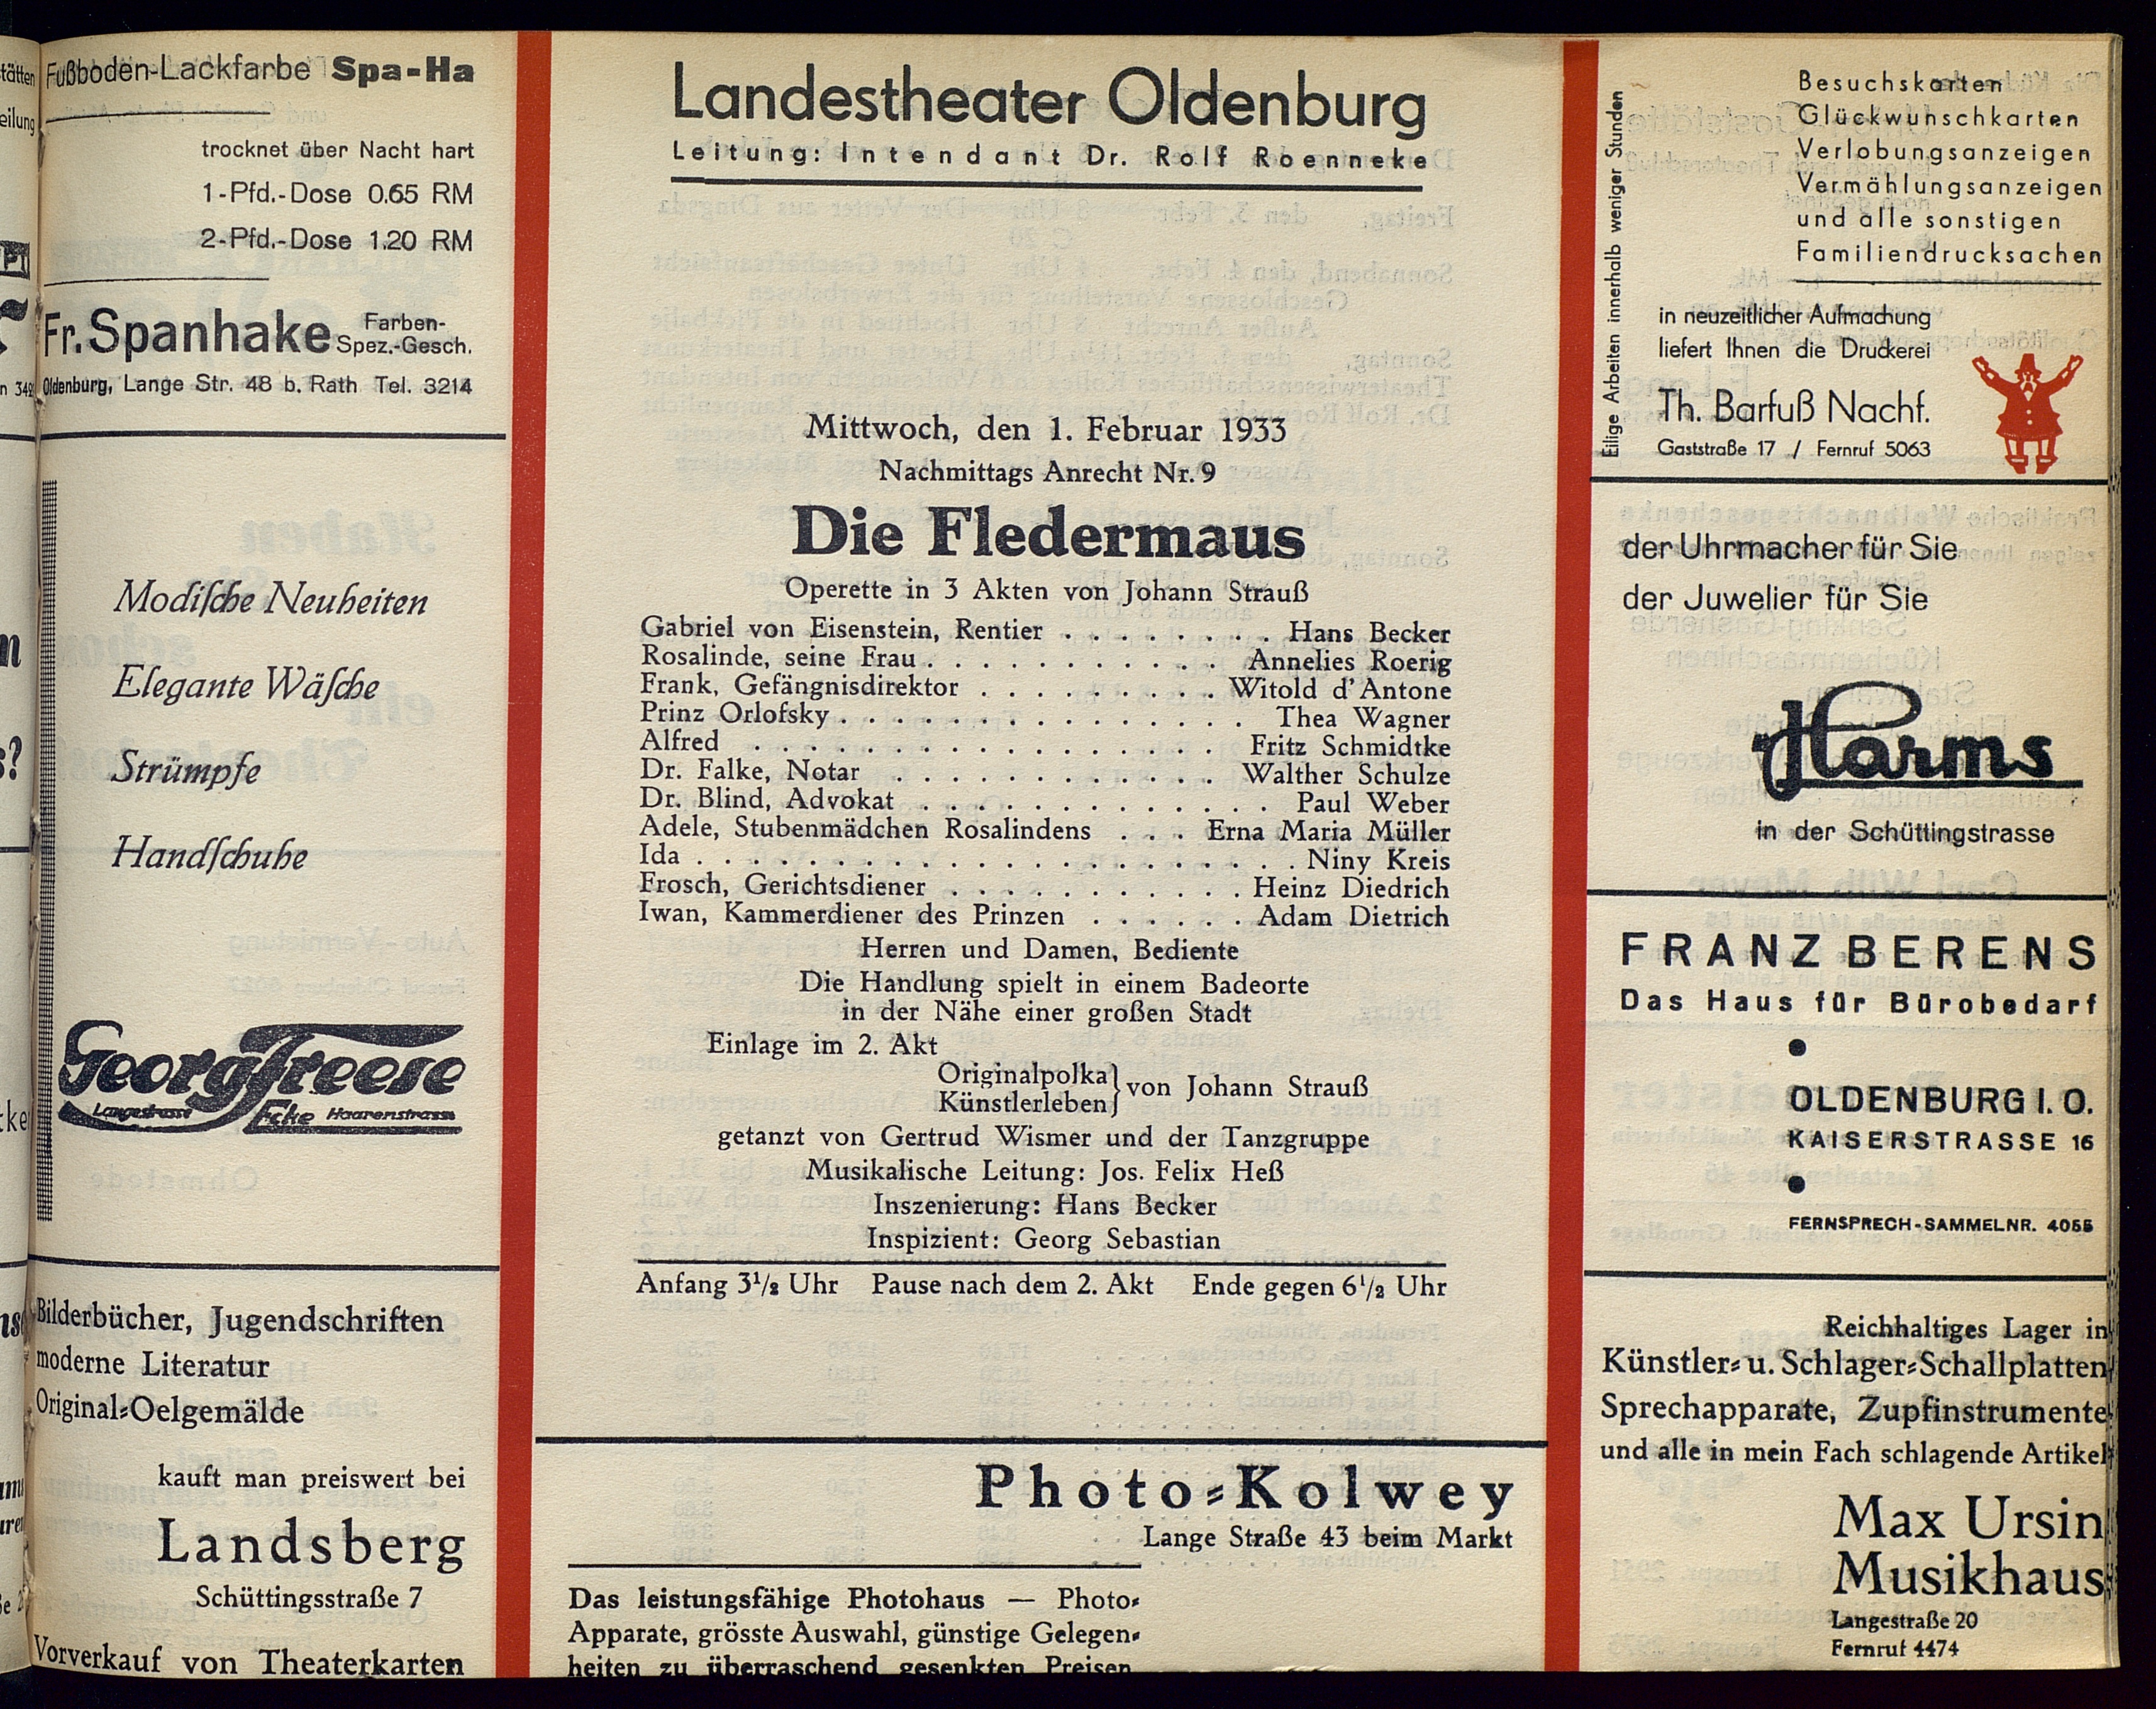 Fußboden-Lackfarbe Spa-Ha
trocknet über Nacht hart
1-Pfd.-Dose 0.65 RM
2-Pfd.-Dose 1.20 RM
Fr. Spanhake Farben-
Spez.-Gesch.
Oldenburg, Lange Str. 48 b. Rath Tel. 3214
Modische Neuheiten
Elegante Wäsche
Strümpfe
Handschuhe
Georg Freese
Langestrasse Ecke Haarenstrasse
Bilderbücher, Jugendschriften
moderne Literatur
Original-Oelgemälde
kauft man preiswert bei
Landsberg
Schüttingsstraße 7
Vorverkauf von Theaterkarten
Landestheater Oldenburg
Leitung: Intendant Dr. Rolf Roenneke
Mittwoch, den 1. Februar 1933
Nachmittags Anrecht Nr. 9
Die Fledermaus
Operette in 3 Akten von Johann Strauß
Gabriel von Eisenstein, Rentier . . . . . . . . Hans Becker
Rosalinde, seine Frau . . . . . . . . . . . Annelies Roerig
Frank, Gefängnisdirektor . . . . . . . . . Witold d'Antone
Prinz Orlofsky . . . . . . . . . . . . . . . Thea Wagner
Alfred . . . . . . . . . . . . . . . . . Fritz Schmidtke
Dr. Falke, Notar . . . . . . . . . . . . Walther Schulze
Dr. Blind, Advokat . . . . . . . . . . . . . Paul Weber
Adele, Stubenmädchen Rosalindens . . . Erna Maria Müller
Ida . . . . . . . . . . . . . . . . . . . . . . Niny Kreis
Frosch, Gerichtsdiener . . . . . . . . . . . Heinz Diedrich
Iwan, Kammerdiener des Prinzen . . . . . . Adam Dietrich
Herren und Damen, Bediente
Die Handlung spielt in einem Badeorte
in der Nähe einer großen Stadt
Einlage im 2. Akt
Originalpolka
Künstlerleben } von Johann Strauß
getanzt von Gertrud Wismer und der Tanzgruppe
Musikalische Leitung: Jos. Felix Heß
Inszenierung: Hans Becker
Inspizient: Georg Sebastian
Anfang 3½ Uhr Pause nach dem 2. Akt Ende gegen 6½ Uhr
Photo-Kolwey
Lange Straße 43 beim Markt
Das leistungsfähige Photohaus — Photo-
Apparate, grösste Auswahl, günstige Gelegen-
heiten zu überraschend gesenkten Preisen
Eilige Arbeiten innerhalb weniger Stunden
Besuchskarten
Glückwunschkarten
Verlobungsanzeigen
Vermählungsanzeigen
und alle sonstigen
Familiendrucksachen
in neuzeitlicher Aufmachung
liefert Ihnen die Druckerei
Th. Barfuß Nachf.
Gaststraße 17 / Fernruf 5063
der Uhrmacher für Sie
der Juwelier für Sie
Harms
in der Schüttingstrasse
FRANZ BERENS
Das Haus für Bürobedarf
OLDENBURG I. O.
KAISERSTRASSE 16
FERNSPRECH-SAMMELNR. 4055
Reichhaltiges Lager in
Künstler- u. Schlager-Schallplatten
Sprechapparate, Zupfinstrumente
und alle in mein Fach schlagende Artikel
Max Ursin
Musikhaus
Langestraße 20
Fernruf 4474